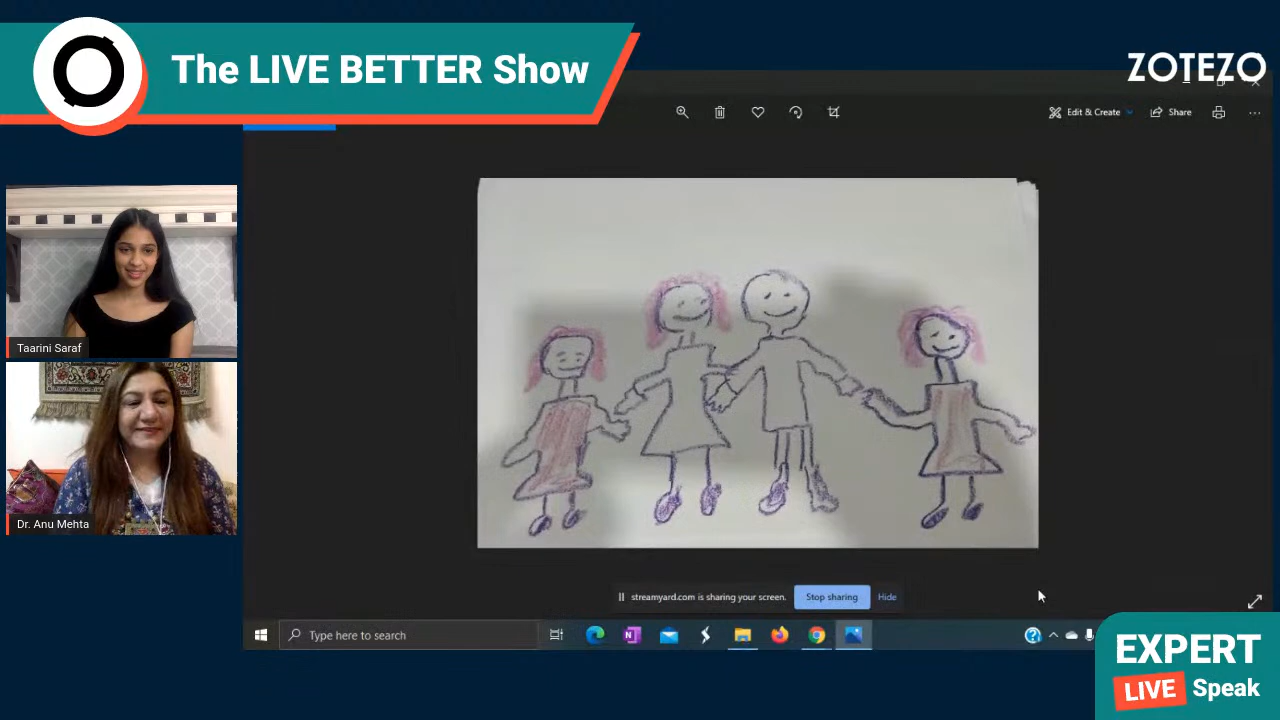 The LIVE BETTER Show
ZOTEZO
Edit & Create
Share
Taarini Saraf
Dr. Anu Mehta
streamyard.com is sharing your screen.
Stop sharing
Hide
Type here to search
N
EXPERT
LIVE Speak